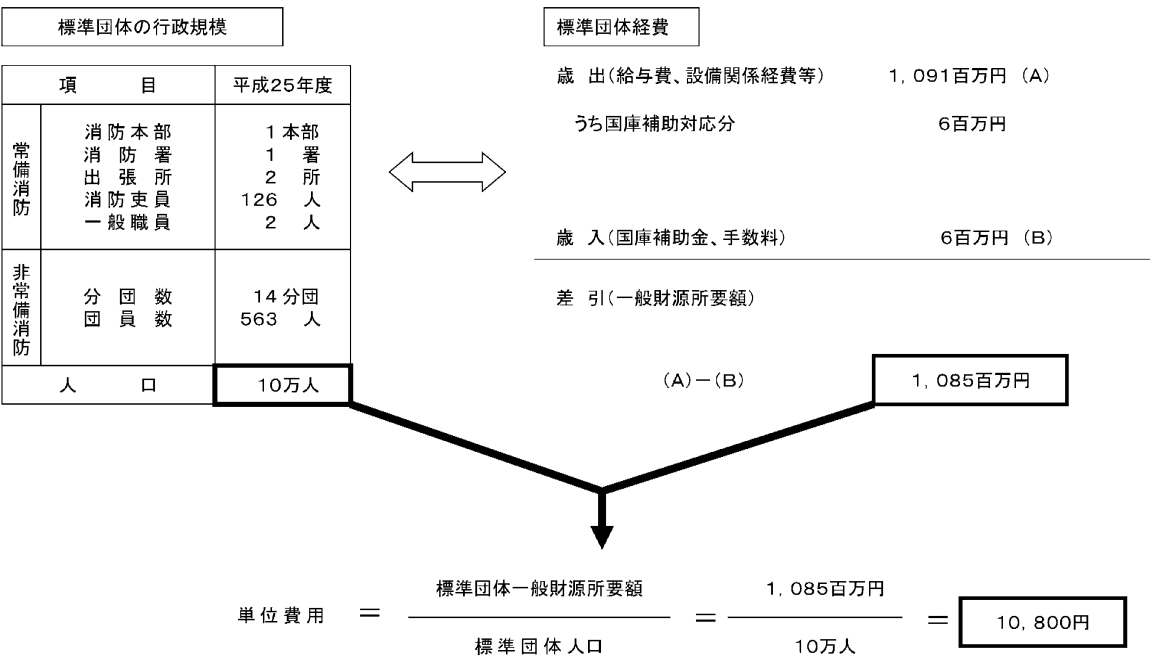 標準団体の行政規模
項 目 平成25年度
常備消防
消防本部 1本部
消防署 1 署
出張所 2 所
消防吏員 126 人
一般職員 2 人
非常備消防
分団数 14分団
団員数 563 人
人 口 10万人
標準団体経費
歳 出(給与費、設備関係経費等) 1,091百万円 (A)
うち国庫補助対応分 6百万円
歳 入(国庫補助金、手数料) 6百万円 (B)
差 引(一般財源所要額)
(A)-(B) 1,085百万円
単位費用 = 標準団体一般財源所要額 = 1,085百万円 = 10,800円
標準団体人口 10万人